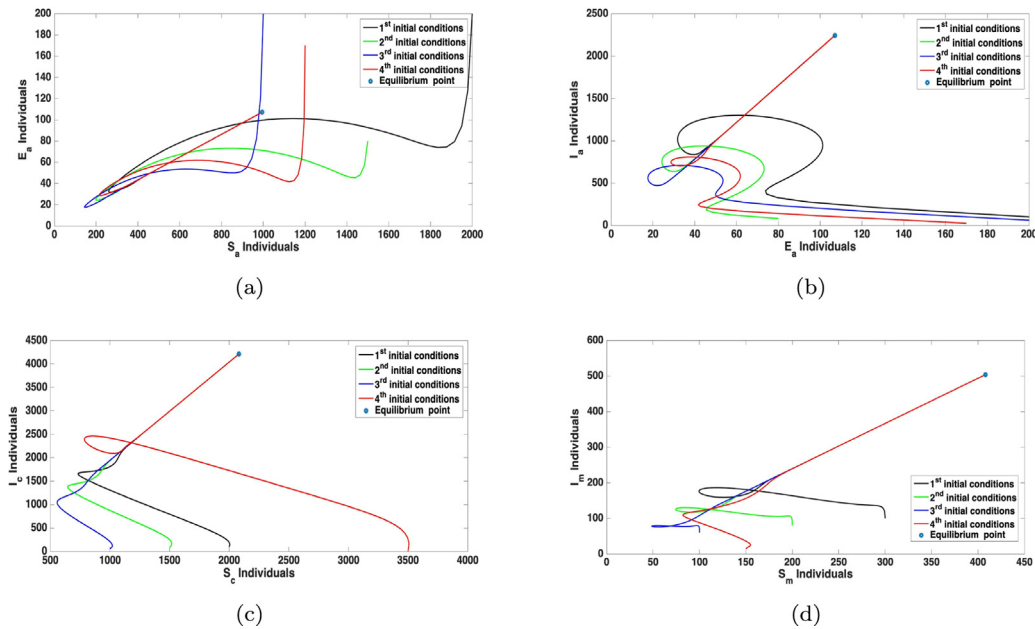 200
180
160
140
120
100
80
60
40
20
0
E_a Individuals
200 400 600 800 1000 1200 1400 1600 1800 2000
S_a Individuals
1st initial conditions
2nd initial conditions
3rd initial conditions
4th initial conditions
Equilibrium point
(a)
2500
2000
1500
1000
500
0
I_a Individuals
0 20 40 60 80 100 120 140 160 180 200
E_a Individuals
1st initial conditions
2nd initial conditions
3rd initial conditions
4th initial conditions
Equilibrium point
(b)
4500
4000
3500
3000
2500
2000
1500
1000
500
0
I_c Individuals
500 1000 1500 2000 2500 3000 3500 4000
S_c Individuals
1st initial conditions
2nd initial conditions
3rd initial conditions
4th initial conditions
Equilibrium point
(c)
600
500
400
300
200
100
0
I_m Individuals
0 50 100 150 200 250 300 350 400 450
S_m Individuals
1st initial conditions
2nd initial conditions
3rd initial conditions
4th initial conditions
Equilibrium point
(d)